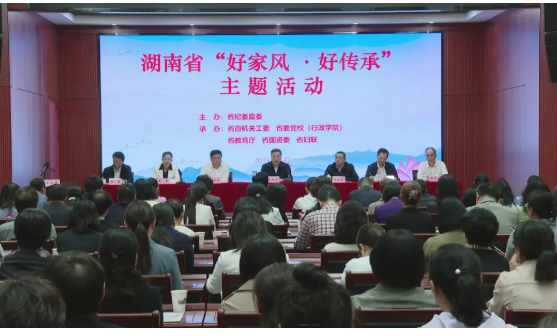 湖南省“好家风 · 好传承”
主题活动
主办：省纪委监委
承办：省直机关工委 省委党校（行政学院）
省教育厅 省国资委 省妇联